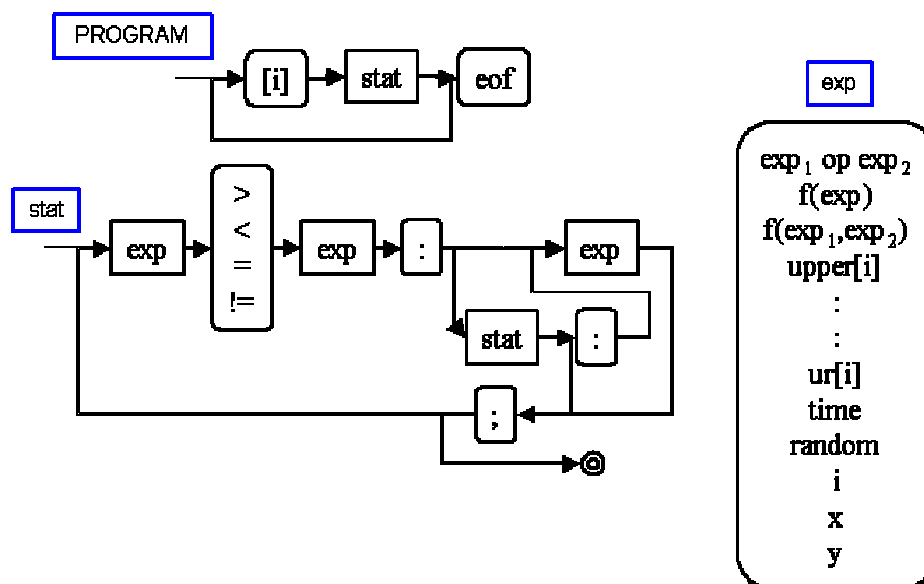 PROGRAM
[i] stat eof
exp
stat
exp > < = != exp : exp
stat :
;
exp₁ op exp₂
f(exp)
f(exp₁,exp₂)
upper[i]
:
:
ur[i]
time
random
i
x
y